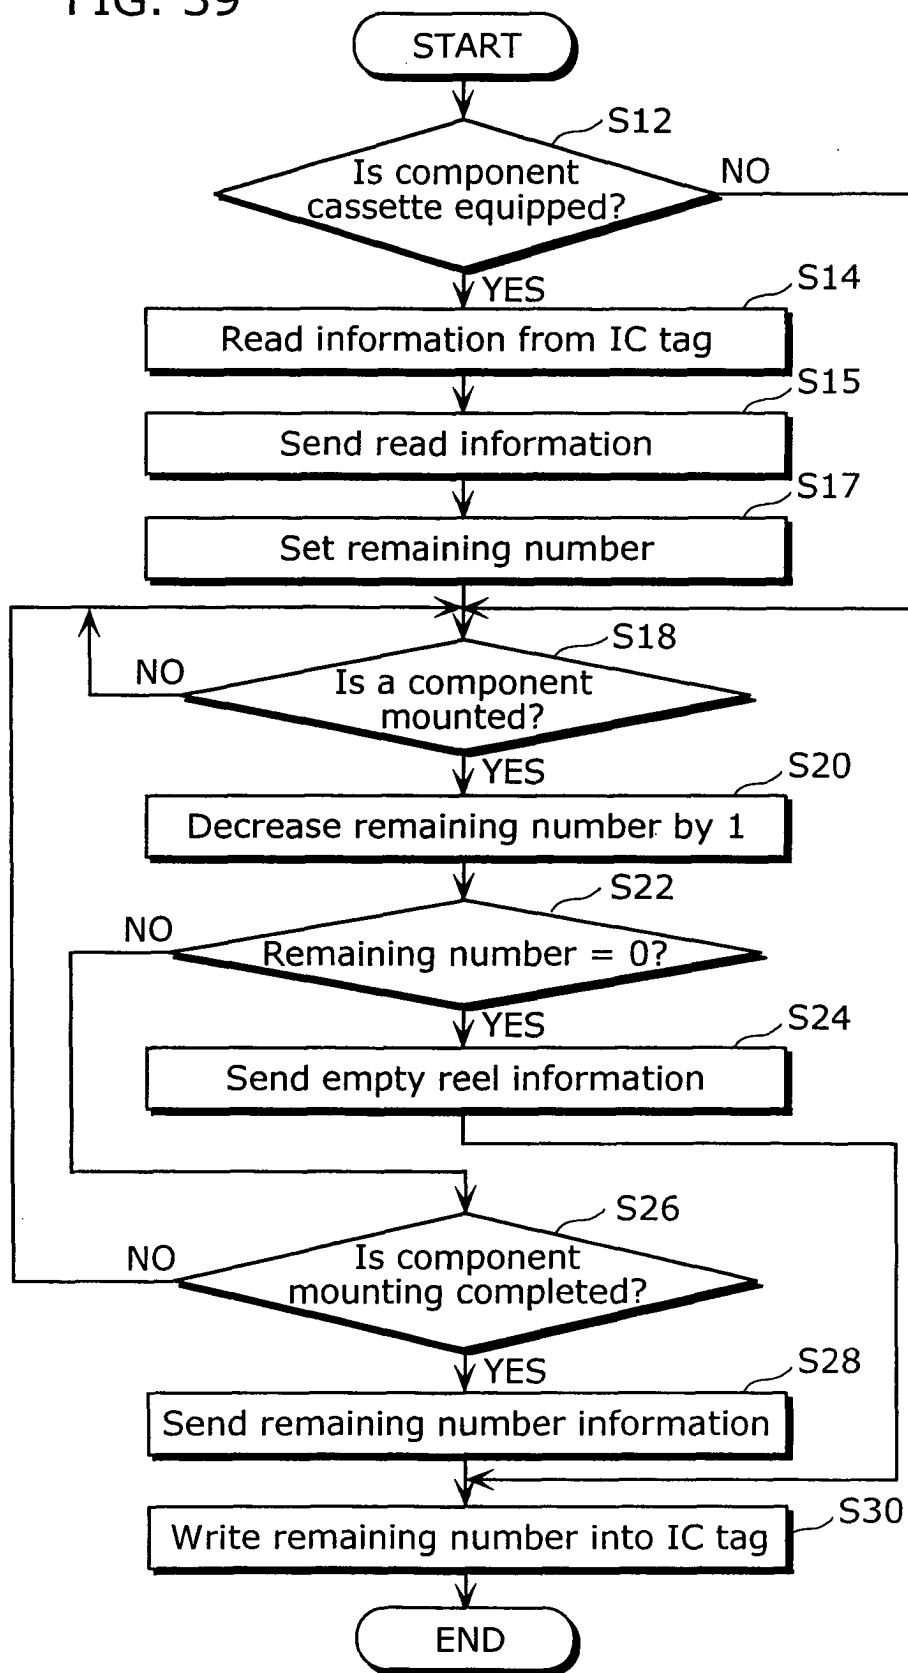 FIG. 39
START
S12
Is component
cassette equipped?
NO
YES
S14
Read information from IC tag
S15
Send read information
S17
Set remaining number
S18
Is a component
mounted?
NO
YES
S20
Decrease remaining number by 1
S22
NO
Remaining number = 0?
YES
S24
Send empty reel information
S26
NO
Is component
mounting completed?
YES
S28
Send remaining number information
S30
Write remaining number into IC tag
END